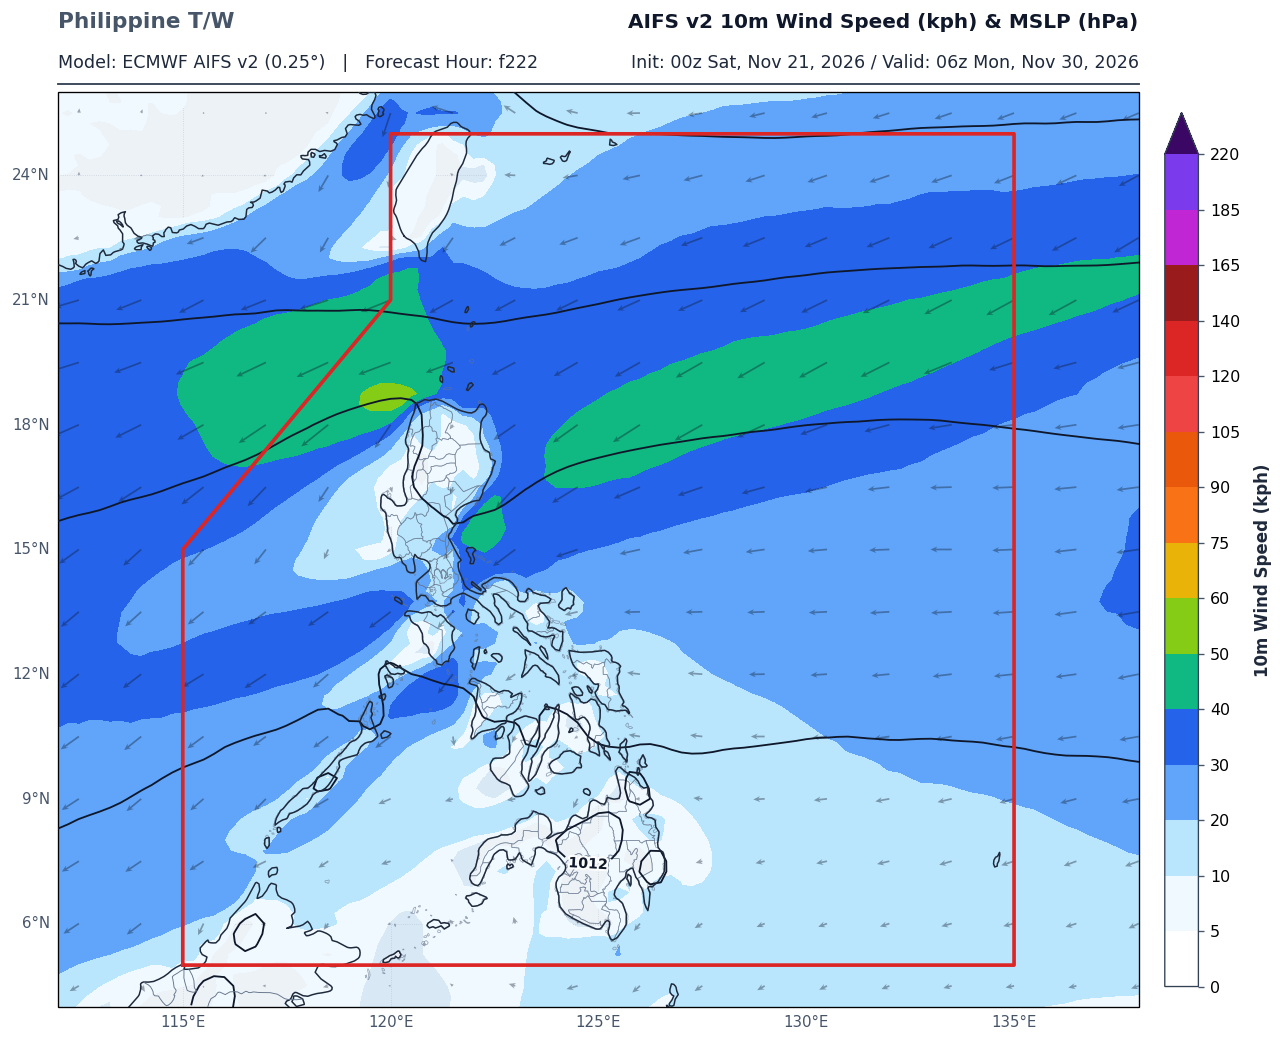 Philippine T/W
AIFS v2 10m Wind Speed (kph) & MSLP (hPa)
Model: ECMWF AIFS v2 (0.25°)   |   Forecast Hour: f222
Init: 00z Sat, Nov 21, 2026 / Valid: 06z Mon, Nov 30, 2026
24°N
21°N
18°N
15°N
12°N
9°N
6°N
1012
115°E
120°E
125°E
130°E
135°E
220
185
165
140
120
105
90
75
60
50
40
30
20
10
5
0
10m Wind Speed (kph)